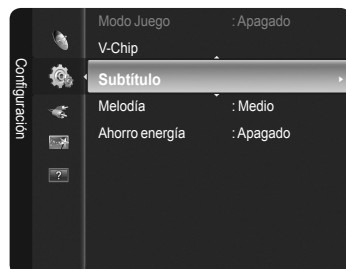 Configuración
Modo Juego : Apagado
V-Chip
Subtítulo
Melodía : Medio
Ahorro energía : Apagado
?